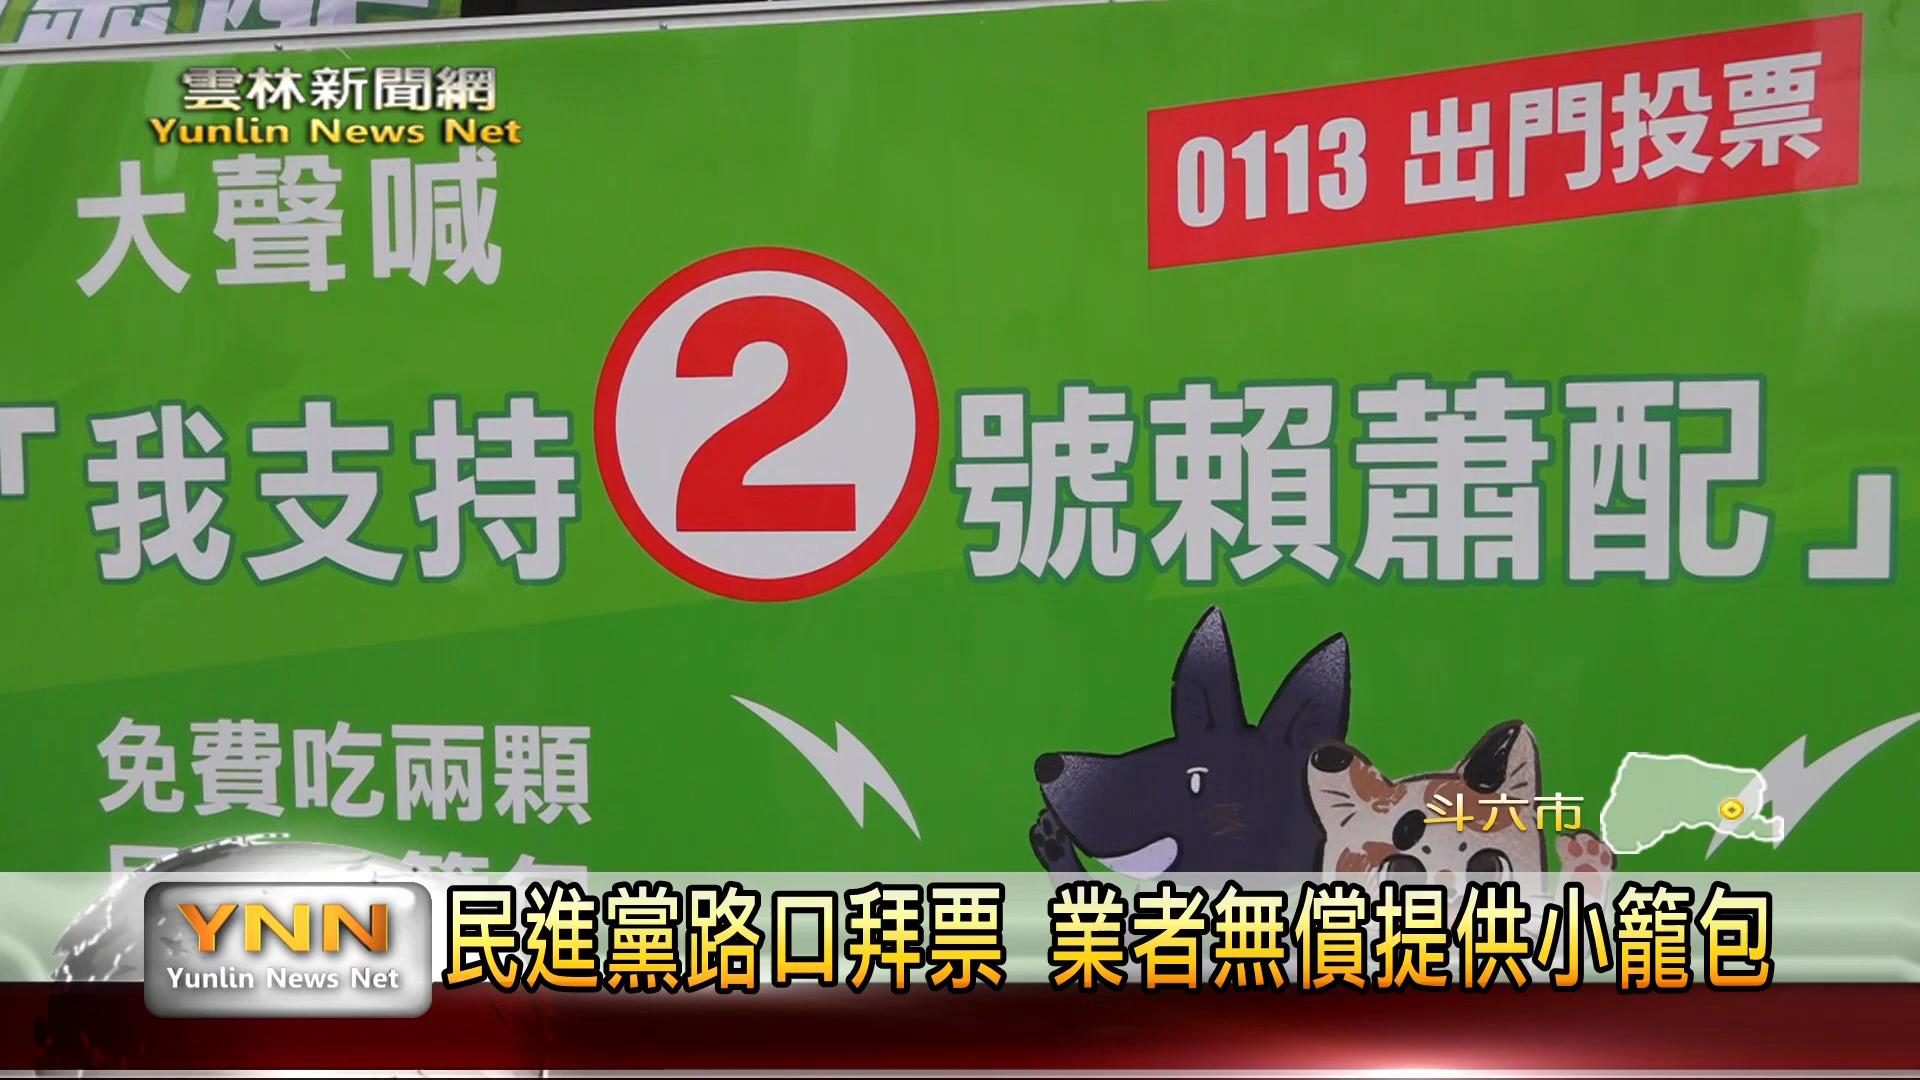 雲林新聞網
Yunlin News Net
0113 出門投票
大聲喊
「我支持2號賴蕭配」
免費吃兩顆
斗六市
YNN
Yunlin News Net
民進黨路口拜票 業者無償提供小籠包